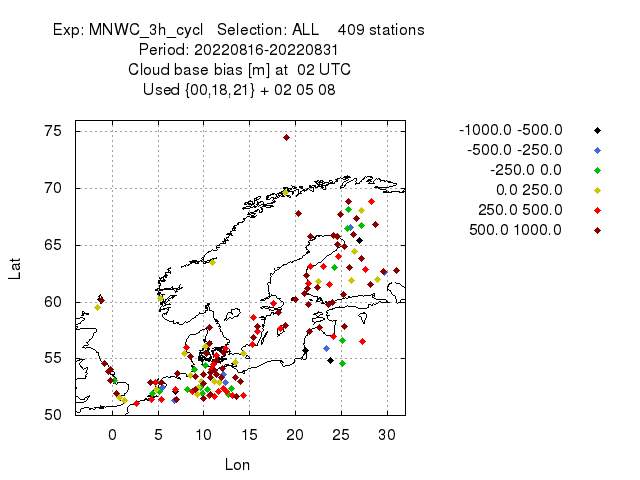 Exp: MNWC_3h_cycl Selection: ALL 409 stations
Period: 20220816-20220831
Cloud base bias [m] at 02 UTC
Used {00,18,21} + 02 05 08
75
70
65
60
55
50
Lat
0 5 10 15 20 25 30
Lon
-1000.0 -500.0
-500.0 -250.0
-250.0 0.0
0.0 250.0
250.0 500.0
500.0 1000.0